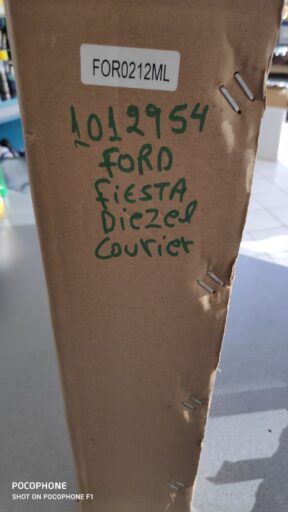 FOR0212ML
1012954
FORD
fiESTA
Diezel
Courier
POCOPHONE
SHOT ON POCOPHONE F1